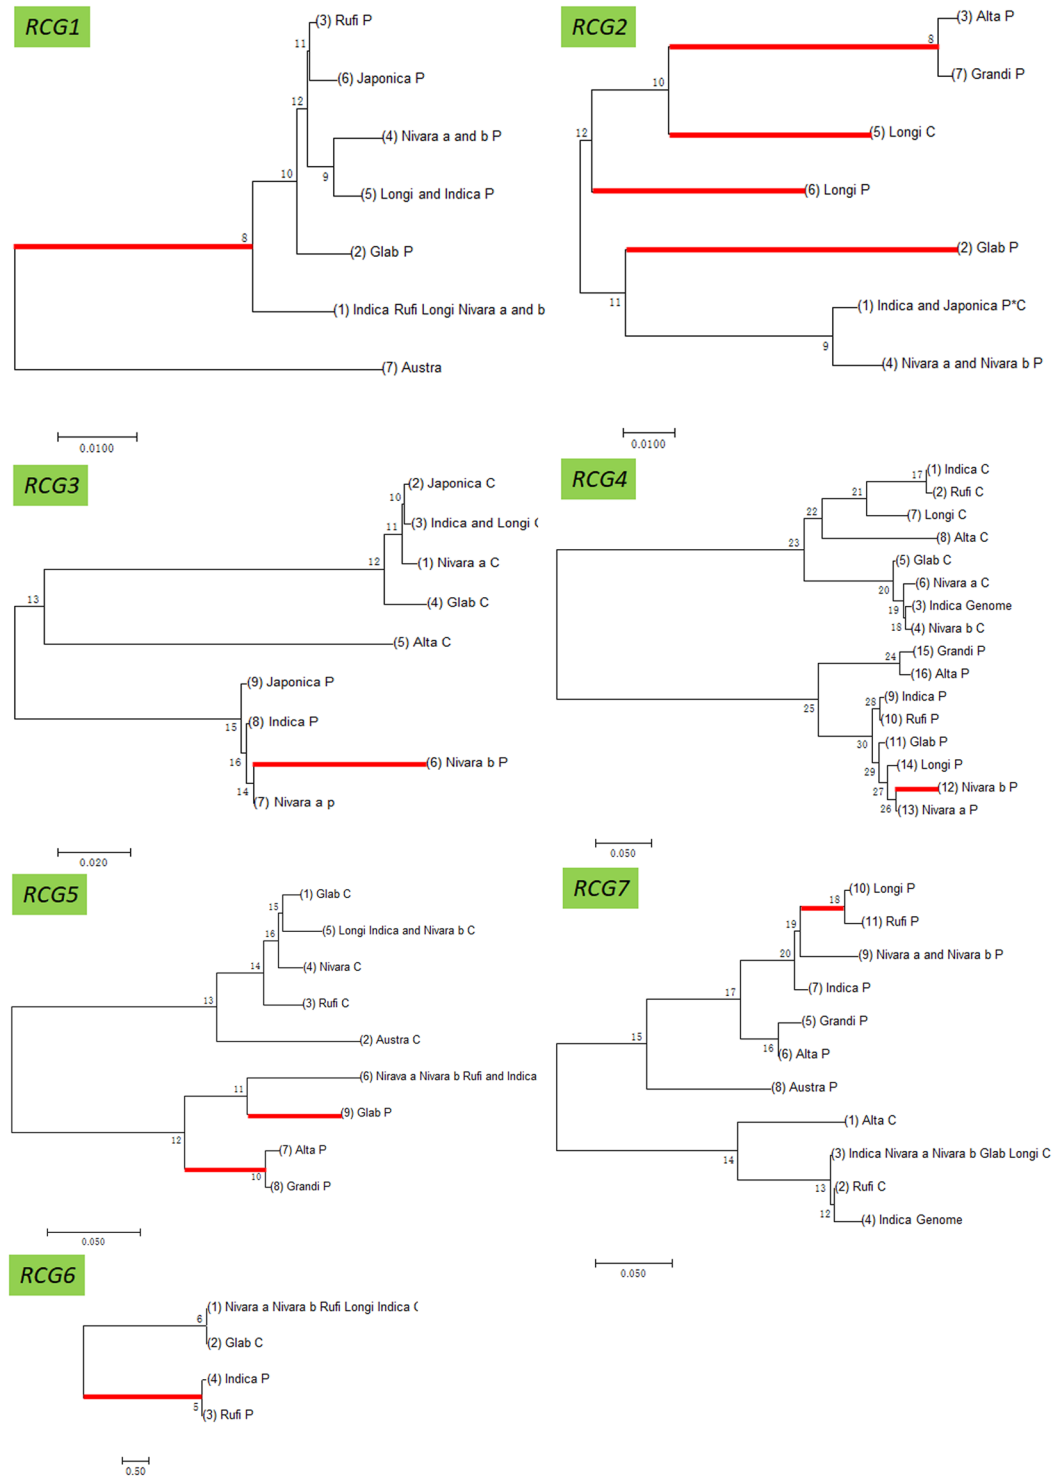 RCG1
(3) Rufi P
11
(6) Japonica P
12
(4) Nivara a and b P
10
9
(5) Longi and Indica P
8
(2) Glab P
(1) Indica Rufi Longi Nivara a and b
(7) Austra
0.0100
RCG2
(3) Alta P
8
(7) Grandi P
10
(5) Longi C
12
(6) Longi P
(2) Glab P
11
(1) Indica and Japonica P*C
9
(4) Nivara a and Nivara b P
0.0100
RCG3
(2) Japonica C
10
(3) Indica and Longi (
11
(1) Nivara a C
12
(4) Glab C
13
(5) Alta C
(9) Japonica P
15
(8) Indica P
16
(6) Nivara b P
14
(7) Nivara a p
0.020
RCG4
(1) Indica C
17
(2) Rufi C
21
(7) Longi C
22
(8) Alta C
23
(5) Glab C
20
(6) Nivara a C
19
(3) Indica Genome
18
(4) Nivara b C
(15) Grandi P
24
(16) Alta P
25
(9) Indica P
28
(10) Rufi P
30
(11) Glab P
29
(14) Longi P
27
(12) Nivara b P
26
(13) Nivara a P
0.050
RCG5
(1) Glab C
15
(5) Longi Indica and Nivara b C
16
(4) Nivara C
14
(3) Rufi C
13
(2) Austra C
(6) Nirava a Nivara b Rufi and Indica
11
(9) Glab P
12
(7) Alta P
10
(8) Grandi P
0.050
RCG7
(10) Longi P
18
(11) Rufi P
19
(9) Nivara a and Nivara b P
20
(7) Indica P
17
(5) Grandi P
16
(6) Alta P
15
(8) Austra P
(1) Alta C
14
(3) Indica Nivara a Nivara b Glab Longi C
13
(2) Rufi C
12
(4) Indica Genome
0.050
RCG6
(1) Nivara a Nivara b Rufi Longi Indica (
6
(2) Glab C
(4) Indica P
5
(3) Rufi P
0.50